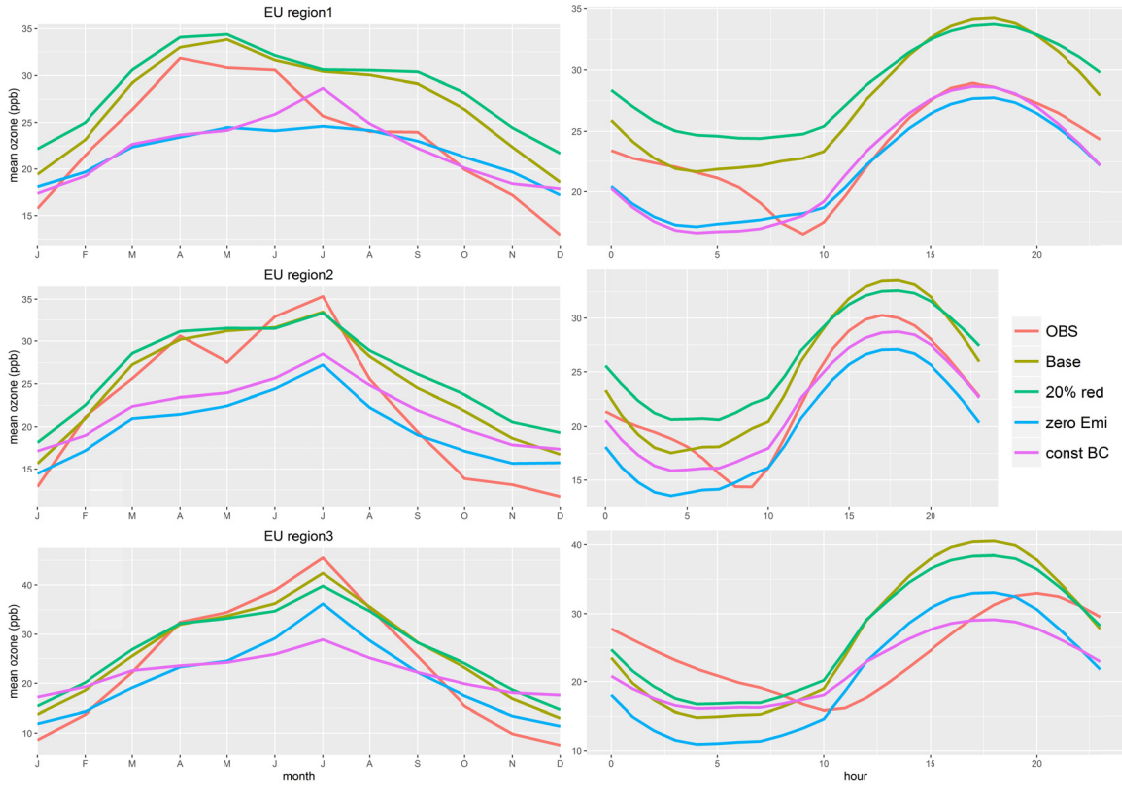 EU region1
mean ozone (ppb)
35
30
25
20
15
J F M A M J J A S O N D
35
30
25
20
0 5 10 15 20
EU region2
mean ozone (ppb)
35
30
25
20
15
J F M A M J J A S O N D
30
25
20
15
0 5 10 15 20
OBS
Base
20% red
zero Emi
const BC
EU region3
mean ozone (ppb)
40
30
20
10
J F M A M J J A S O N D
month
40
30
20
10
0 5 10 20
hour